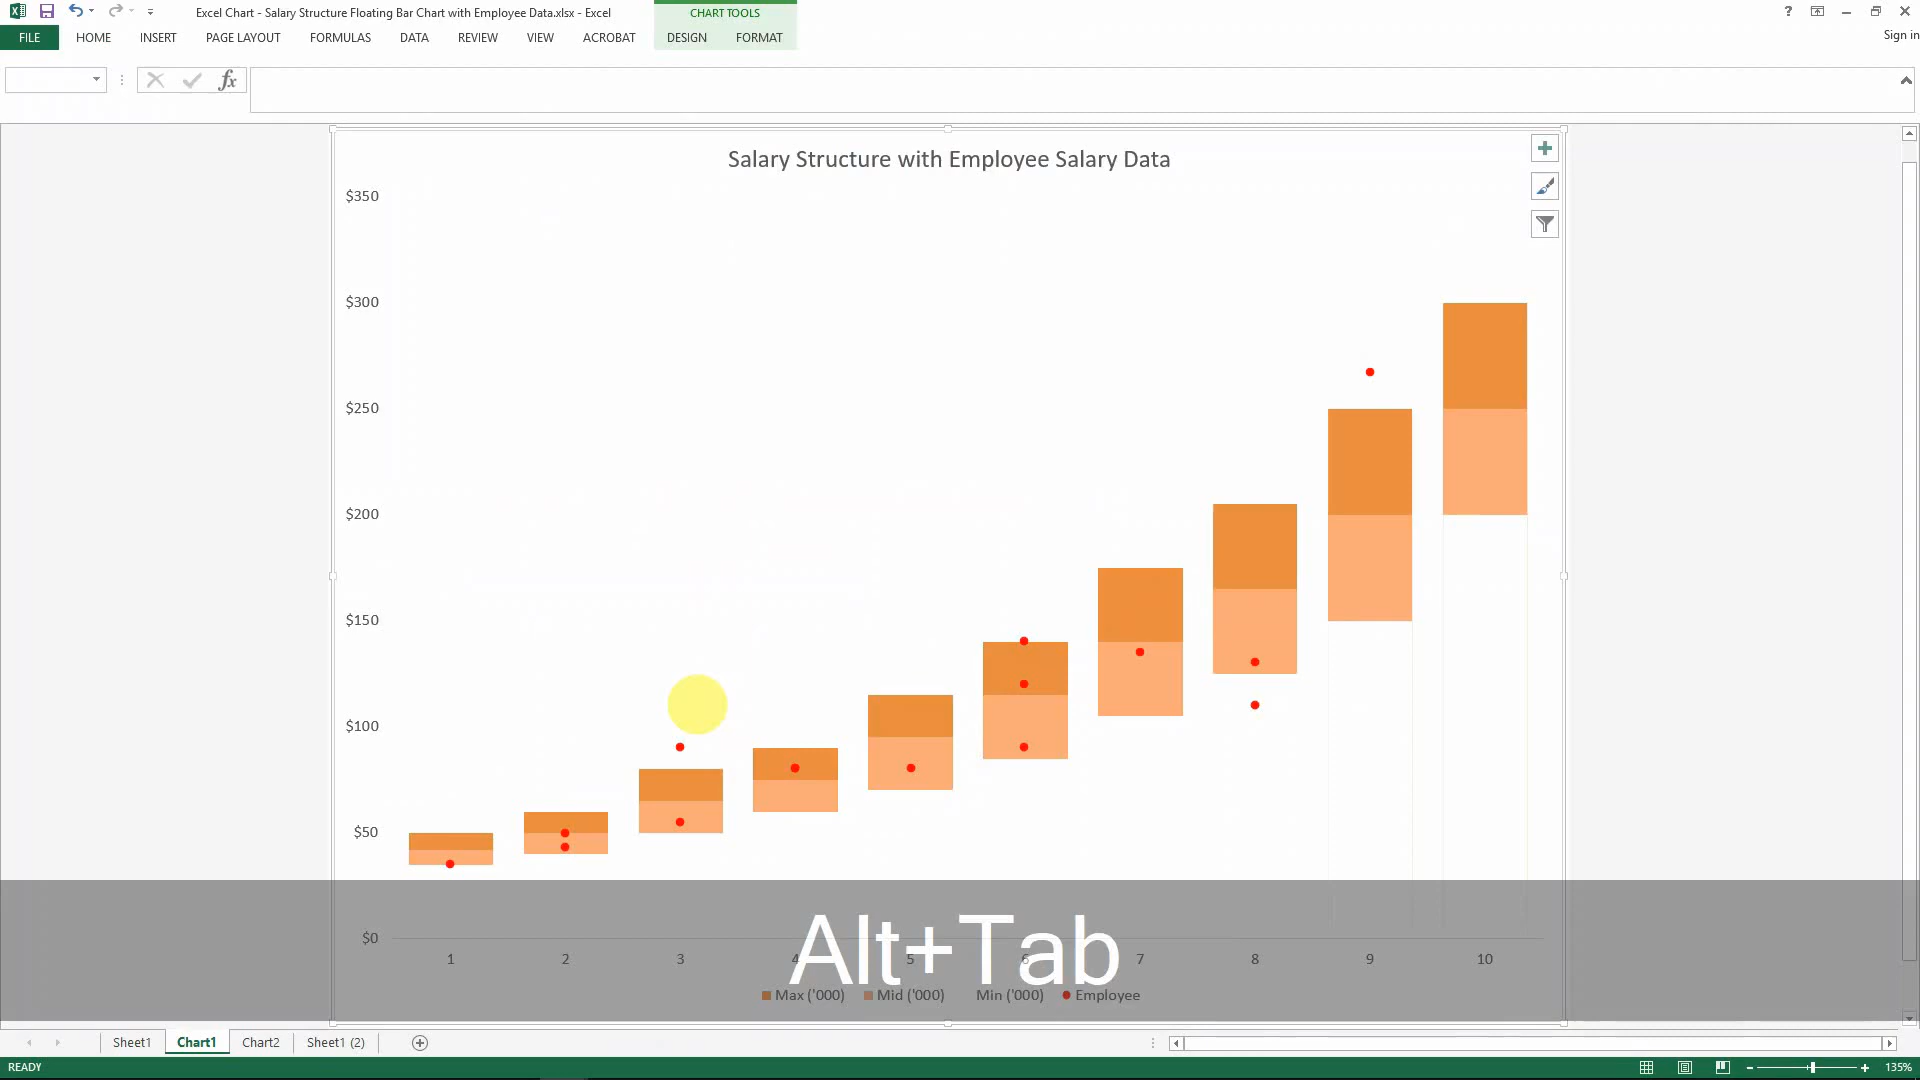 Excel Chart - Salary Structure Floating Bar Chart with Employee Data.xlsx - Excel
CHART TOOLS
?
FILE HOME INSERT PAGE LAYOUT FORMULAS DATA REVIEW VIEW ACROBAT DESIGN FORMAT
Sign in
fx
Salary Structure with Employee Salary Data
$350
$300
$250
$200
$150
$100
$50
$0
1 2 3 4 5 6 7 8 9 10
Alt+Tab
Max ('000) Mid ('000) Min ('000) Employee
Sheet1 Chart1 Chart2 Sheet1 (2)
READY
135%